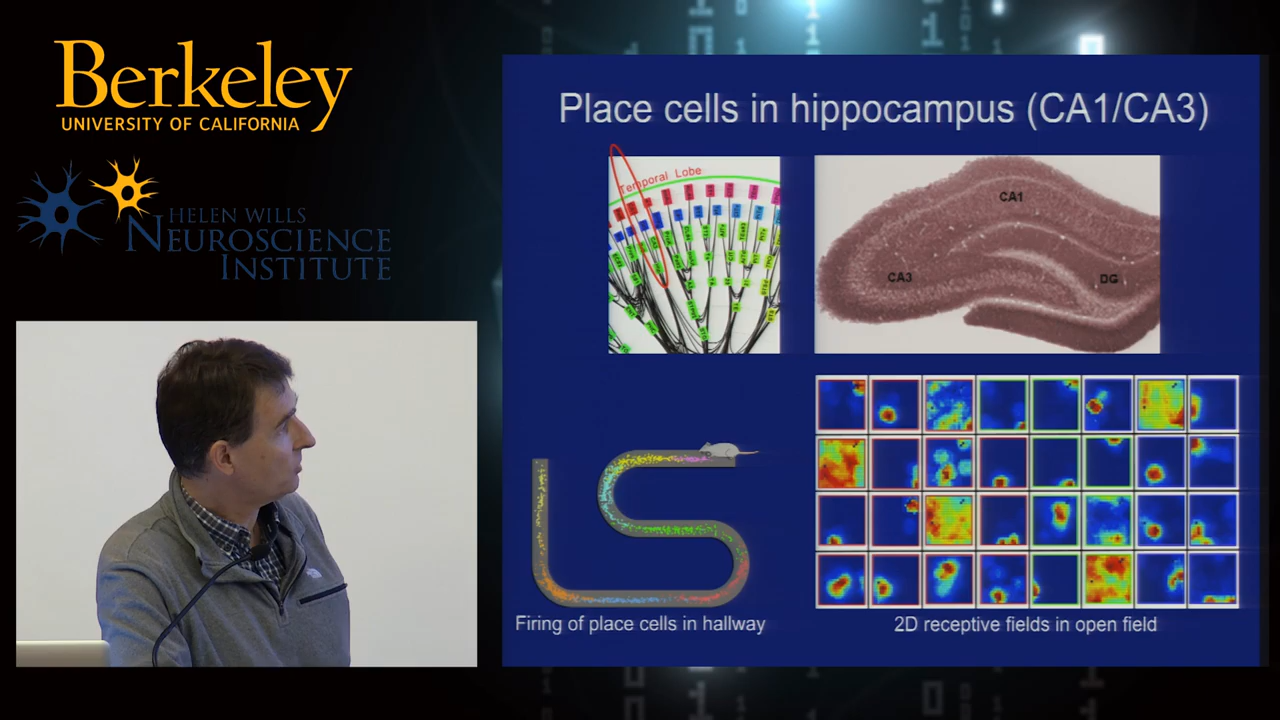 Berkeley
UNIVERSITY OF CALIFORNIA
HELEN WILLS
NEUROSCIENCE
INSTITUTE
Place cells in hippocampus (CA1/CA3)
Temporal Lobe
CA1
CA3
DG
Firing of place cells in hallway
2D receptive fields in open field